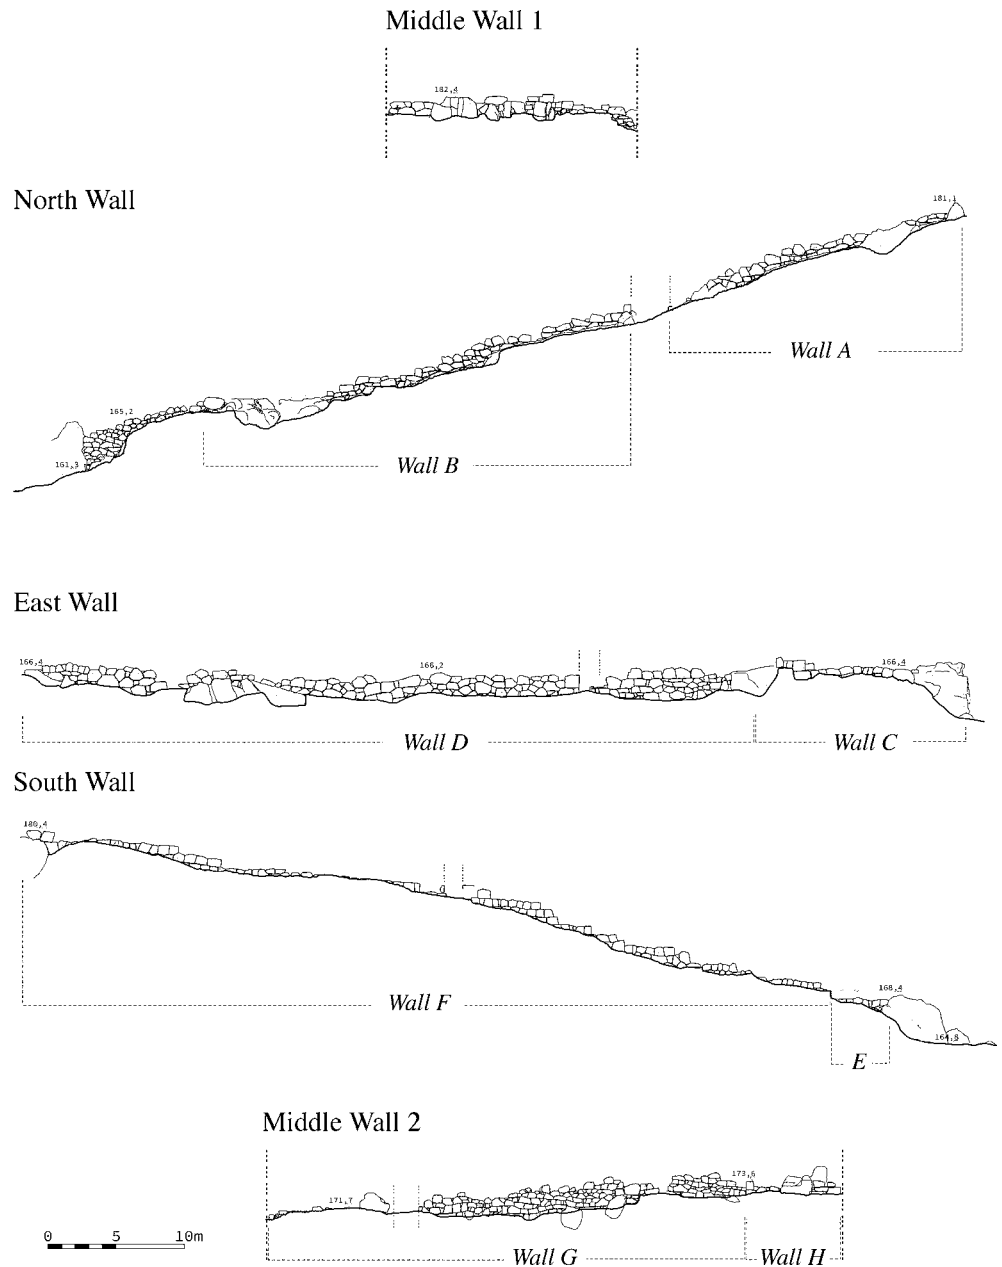 Middle Wall 1
182,4
North Wall
181,1
Wall A
165,2
161,3
Wall B
East Wall
166,4
166,2
166,4
Wall D
Wall C
South Wall
180,4
Wall F
168,4
164,8
E
Middle Wall 2
173,6
171,7
Wall G
Wall H
0 5 10m